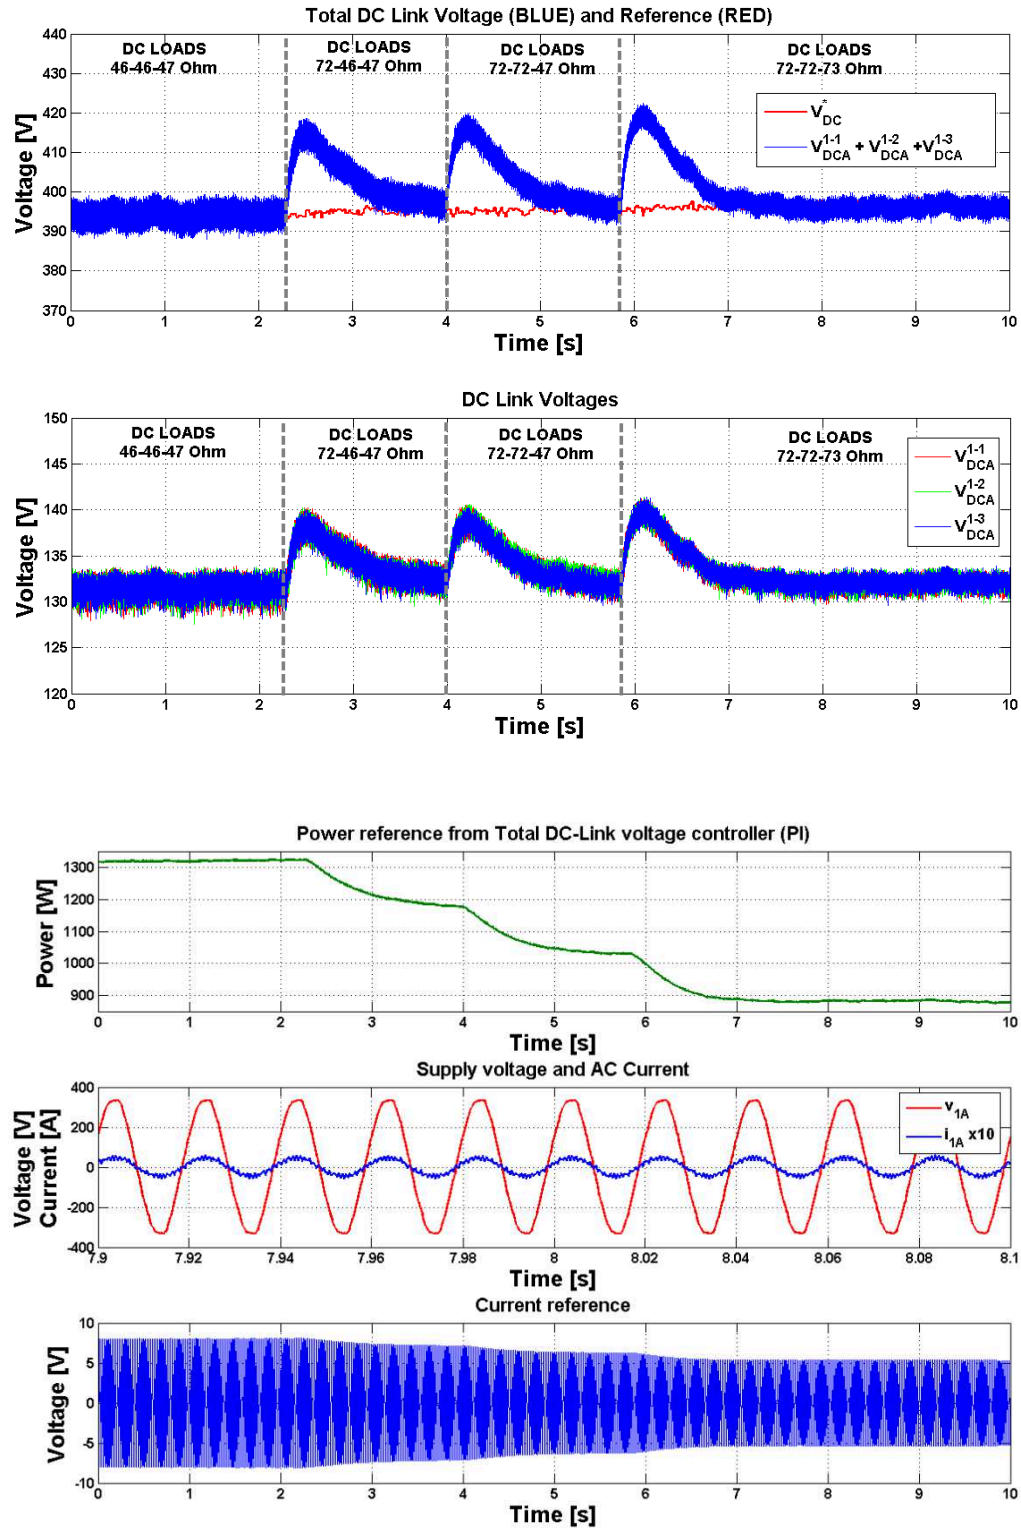 Total DC Link Voltage (BLUE) and Reference (RED)
440
430
420
410
400
390
380
370
Voltage [V]
DC LOADS
46-46-47 Ohm
DC LOADS
72-46-47 Ohm
DC LOADS
72-72-47 Ohm
DC LOADS
72-72-73 Ohm
V*DC
V1-1DCA + V1-2DCA +V1-3DCA
0 1 2 3 4 5 6 7 8 9 10
Time [s]
DC Link Voltages
150
145
140
135
130
125
120
Voltage [V]
DC LOADS
46-46-47 Ohm
DC LOADS
72-46-47 Ohm
DC LOADS
72-72-47 Ohm
DC LOADS
72-72-73 Ohm
V1-1DCA
V1-2DCA
V1-3DCA
0 1 2 3 4 5 6 7 8 9 10
Time [s]
Power reference from Total DC-Link voltage controller (PI)
1300
1200
1100
1000
900
Power [W]
0 1 2 3 4 5 6 7 8 9 10
Time [s]
Supply voltage and AC Current
400
200
0
-200
-400
Voltage [V]
Current [A]
v1A
i1A x10
7.9 7.92 7.94 7.96 7.98 8 8.02 8.04 8.06 8.08 8.1
Time [s]
Current reference
10
5
0
-5
-10
Voltage [V]
0 1 2 3 4 5 6 7 8 9 10
Time [s]